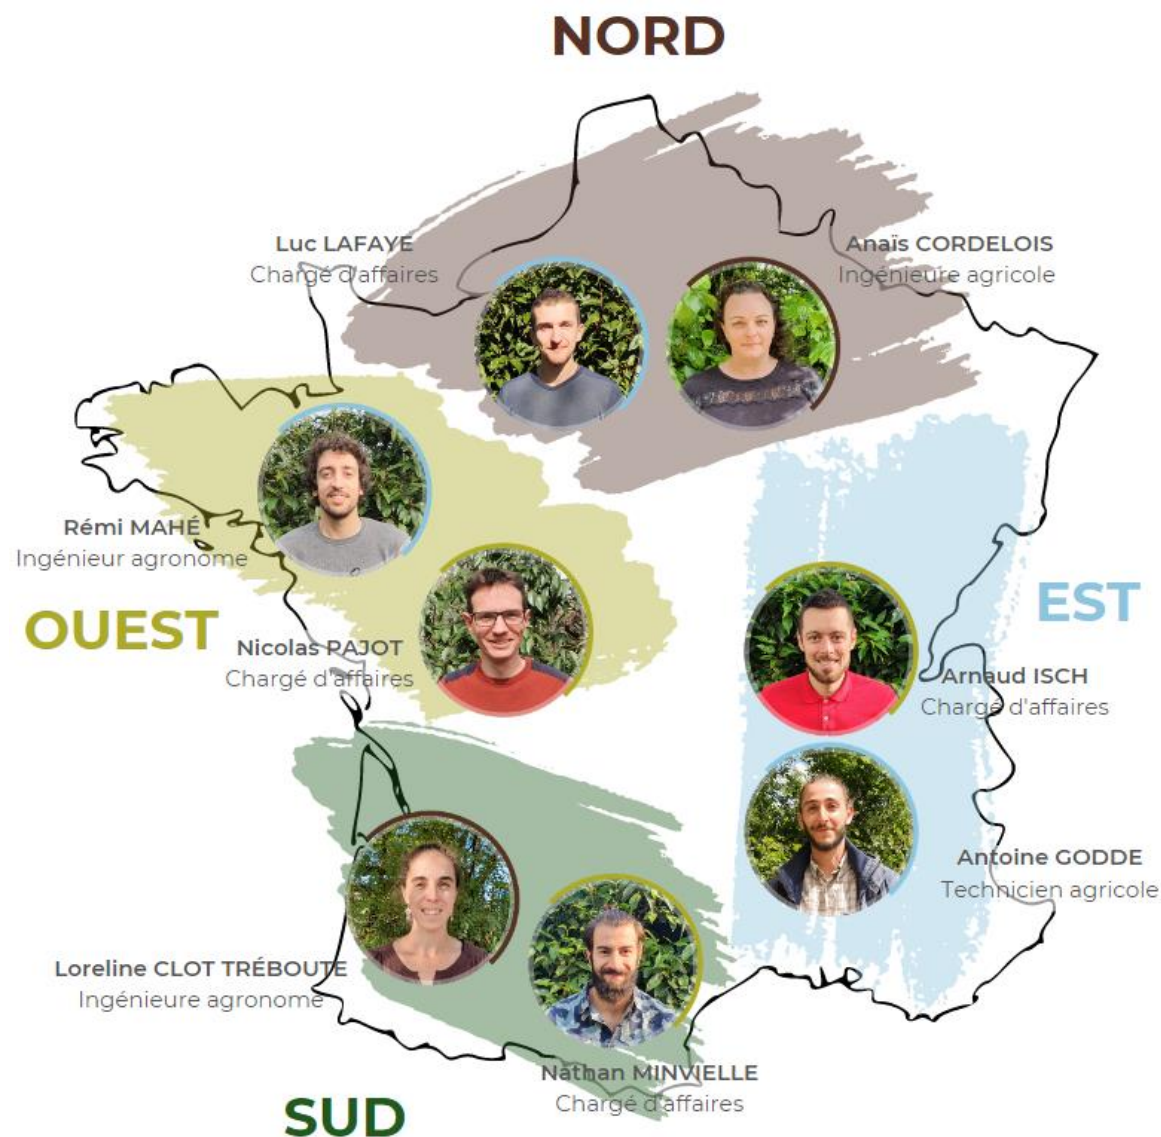 NORD
Luc LAFAYE
Chargé d'affaires
Anaïs CORDELOIS
Ingénieure agricole
Rémi MAHÉ
Ingénieur agronome
OUEST
Nicolas PAJOT
Chargé d'affaires
EST
Arnaud ISCH
Chargé d'affaires
Antoine GODDE
Technicien agricole
Loreline CLOT TRÉBOUTE
Ingénieure agronome
Nathan MINVIELLE
Chargé d'affaires
SUD